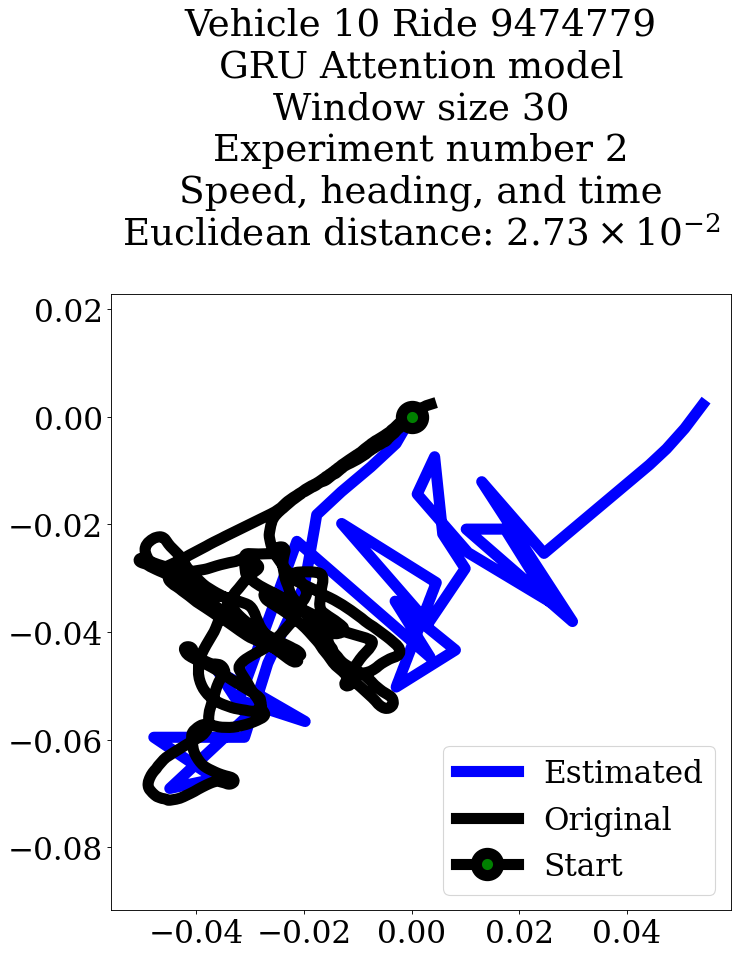 Vehicle 10 Ride 9474779
GRU Attention model
Window size 30
Experiment number 2
Speed, heading, and time
Euclidean distance: 2.73 × 10⁻²
0.02
0.00
−0.02
−0.04
−0.06
−0.08
Estimated
Original
Start
−0.04 −0.02 0.00 0.02 0.04